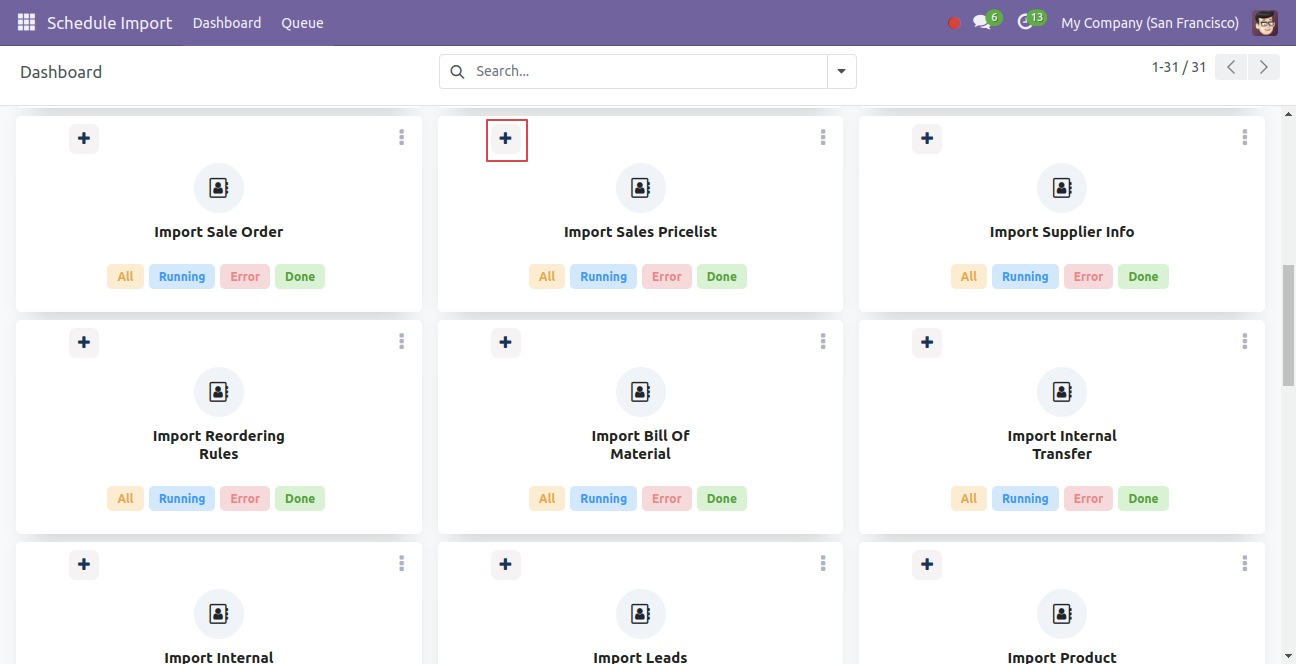 Schedule Import Dashboard Queue 6 13 My Company (San Francisco)
Dashboard Search... 1-31 / 31
Import Sale Order Import Sales Pricelist Import Supplier Info
All Running Error Done All Running Error Done All Running Error Done
Import Reordering Import Bill Of Import Internal
Rules Material Transfer
All Running Error Done All Running Error Done All Running Error Done
Import Internal Import Leads Import Product